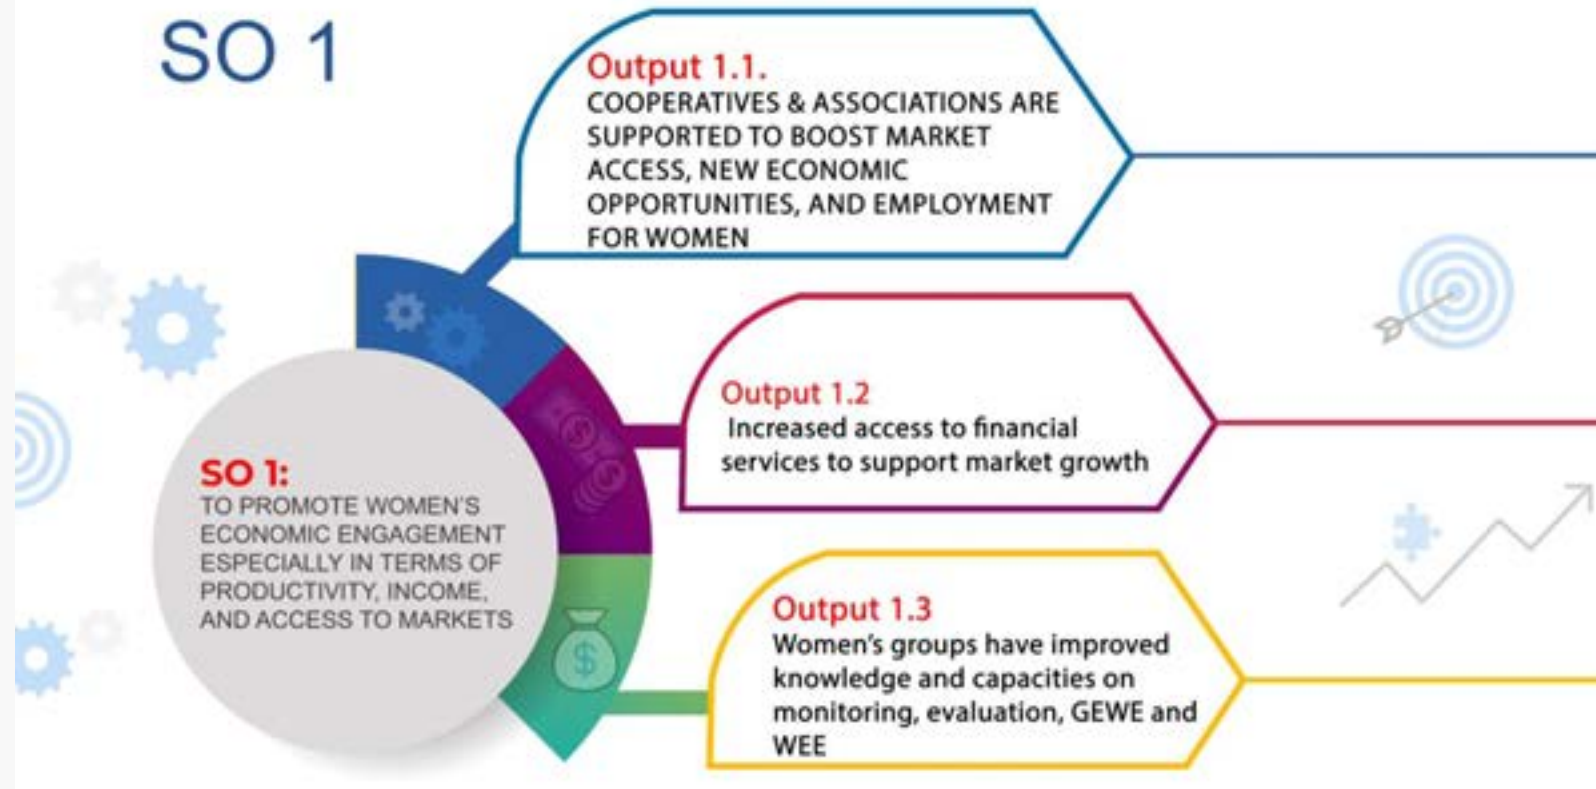 SO 1
Output 1.1.
COOPERATIVES & ASSOCIATIONS ARE
SUPPORTED TO BOOST MARKET
ACCESS, NEW ECONOMIC
OPPORTUNITIES, AND EMPLOYMENT
FOR WOMEN
Output 1.2
Increased access to financial
services to support market growth
SO 1:
TO PROMOTE WOMEN'S
ECONOMIC ENGAGEMENT
ESPECIALLY IN TERMS OF
PRODUCTIVITY, INCOME,
AND ACCESS TO MARKETS
Output 1.3
Women's groups have improved
knowledge and capacities on
monitoring, evaluation, GEWE and
WEE